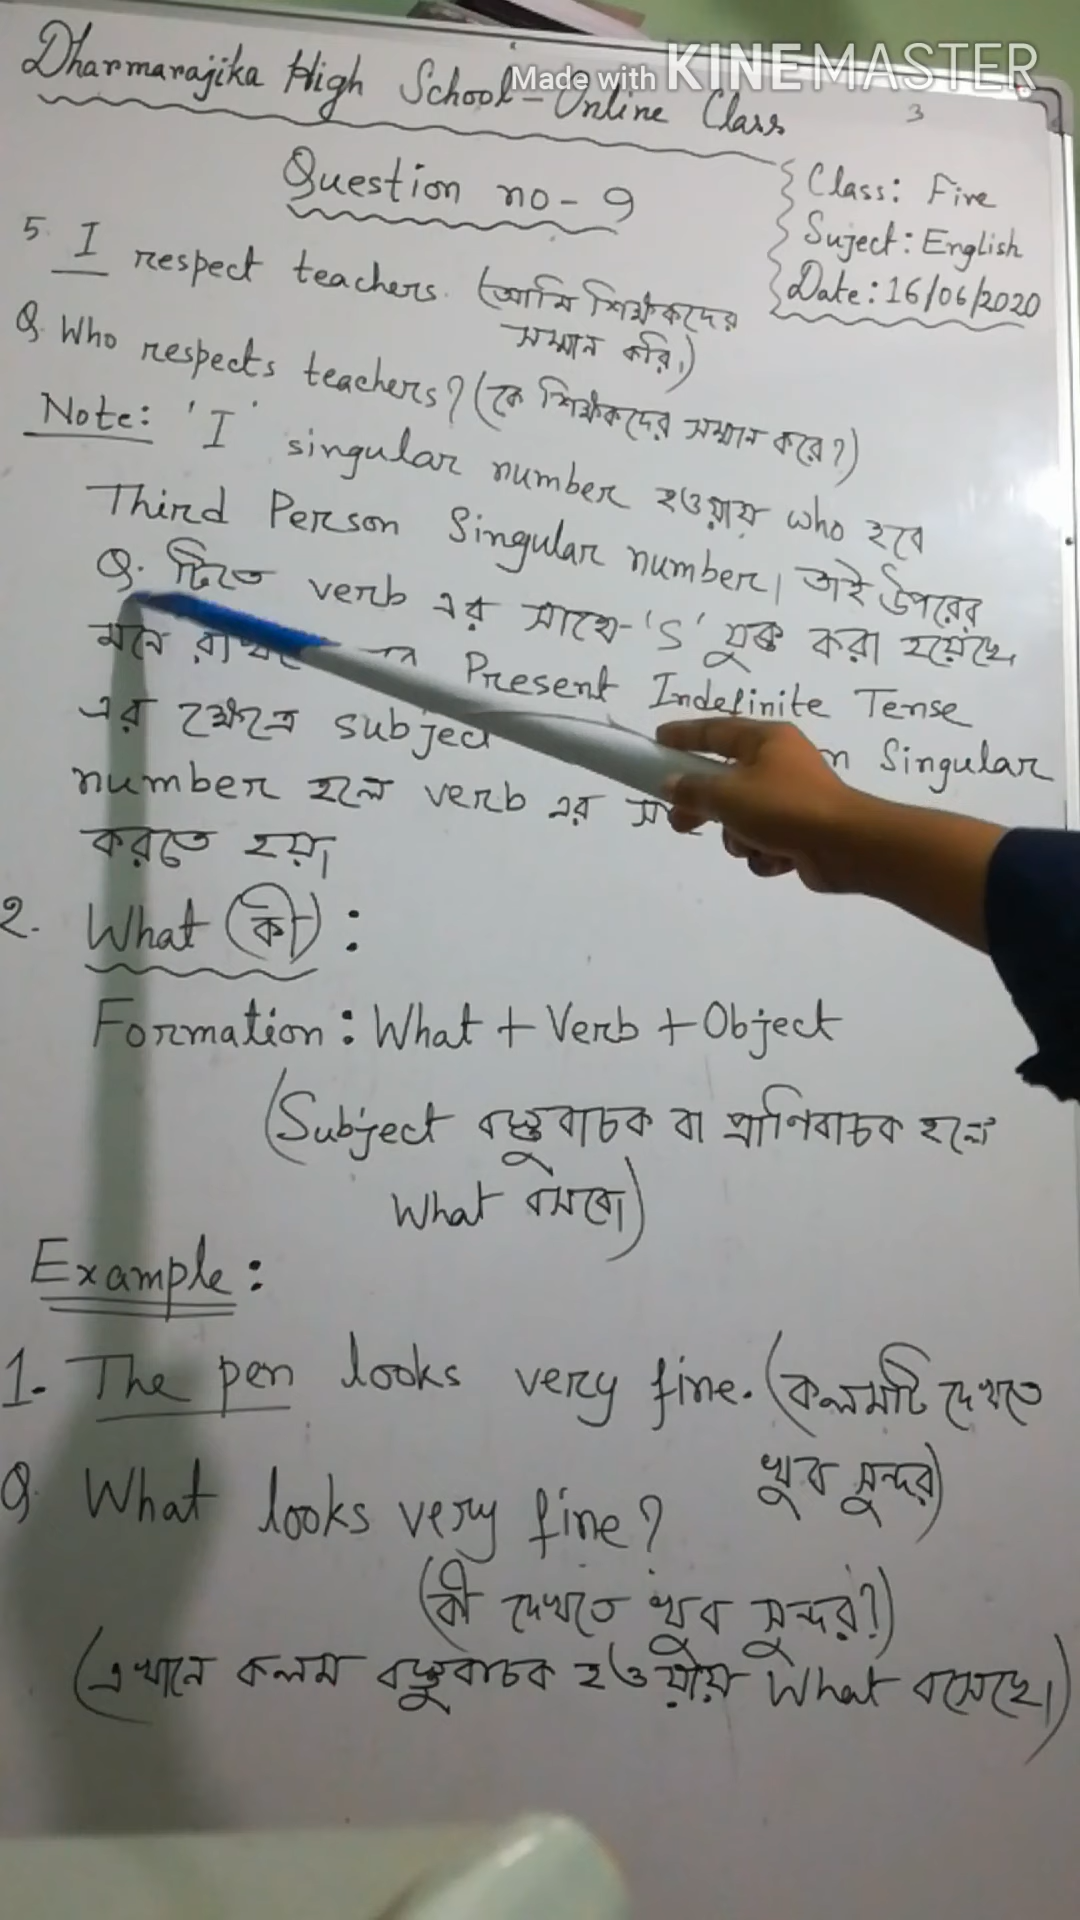 Made with KINEMASTER
Dharmarajika High School-Online Class
3
Question no-9
Class: Five
Suject: English
Date: 16/06/2020
5. I respect teachers. (আমি শিক্ষকদের
সম্মান করি।)
Q. Who respects teachers? (কে শিক্ষকদের সম্মান করে?)
Note: 'I' singular number হওয়ায় who হবে
Third Person Singular number। তাই উপরের
Q. টিতে verb এর সাথে-'S' যুক্ত করা হয়েছে
মনে Present Indefinite Tense
এর ক্ষেত্রে subject Singular
number হলে verb এর
করতে হয়।
2. What (কী) :
Formation: What + Verb + Object
(Subject বস্তুবাচক বা প্রাণিবাচক হলে
What বসবে।)
Example:
1. The pen looks very fine. (কলমটি দেখতে
খুব সুন্দর)
Q. What looks very fine?
(কী দেখতে খুব সুন্দর?)
(এখানে কলম বস্তুবাচক হওয়ায় What বসেছে।)